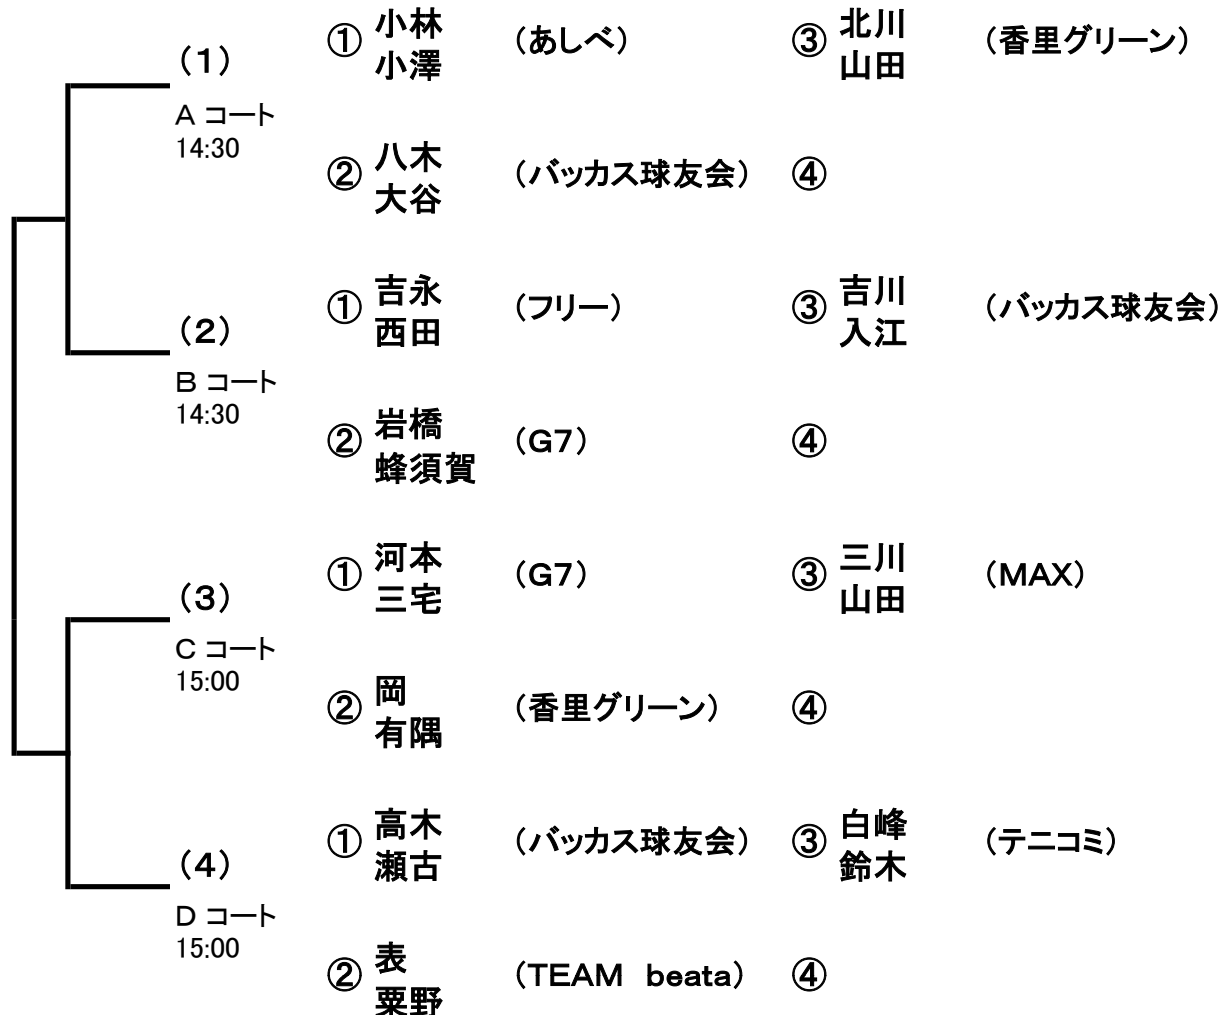 ① 小林 (あしべ) ③ 北川 (香里グリーン)
小澤 山田
(1)
A コート
14:30
② 八木 (バッカス球友会) ④
大谷
① 吉永 (フリー) ③ 吉川 (バッカス球友会)
西田 入江
(2)
B コート
14:30
② 岩橋 (G7) ④
蜂須賀
① 河本 (G7) ③ 三川 (MAX)
三宅 山田
(3)
C コート
15:00
② 岡 (香里グリーン) ④
有隅
① 高木 (バッカス球友会) ③ 白峰 (テニコミ)
瀬古 鈴木
(4)
D コート
15:00
② 表 (TEAM beata) ④
粟野